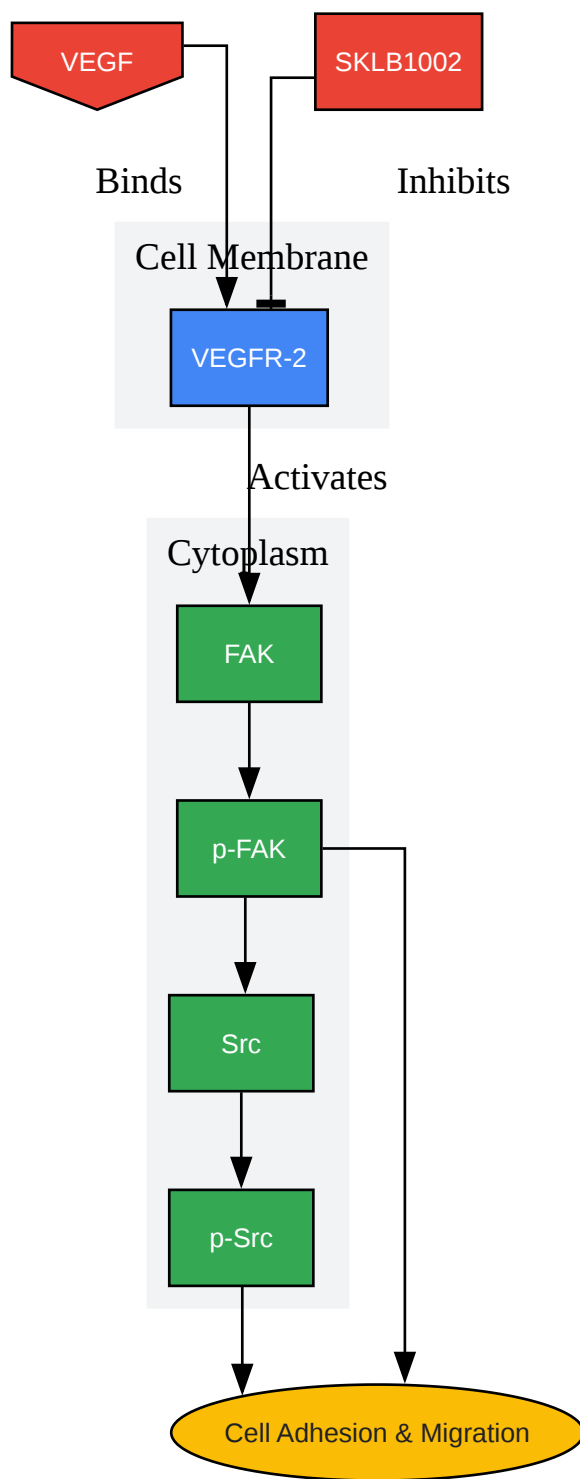 VEGF
SKLB1002
Binds
Inhibits
Cell Membrane
VEGFR-2
Activates
Cytoplasm
FAK
p-FAK
Src
p-Src
Cell Adhesion & Migration